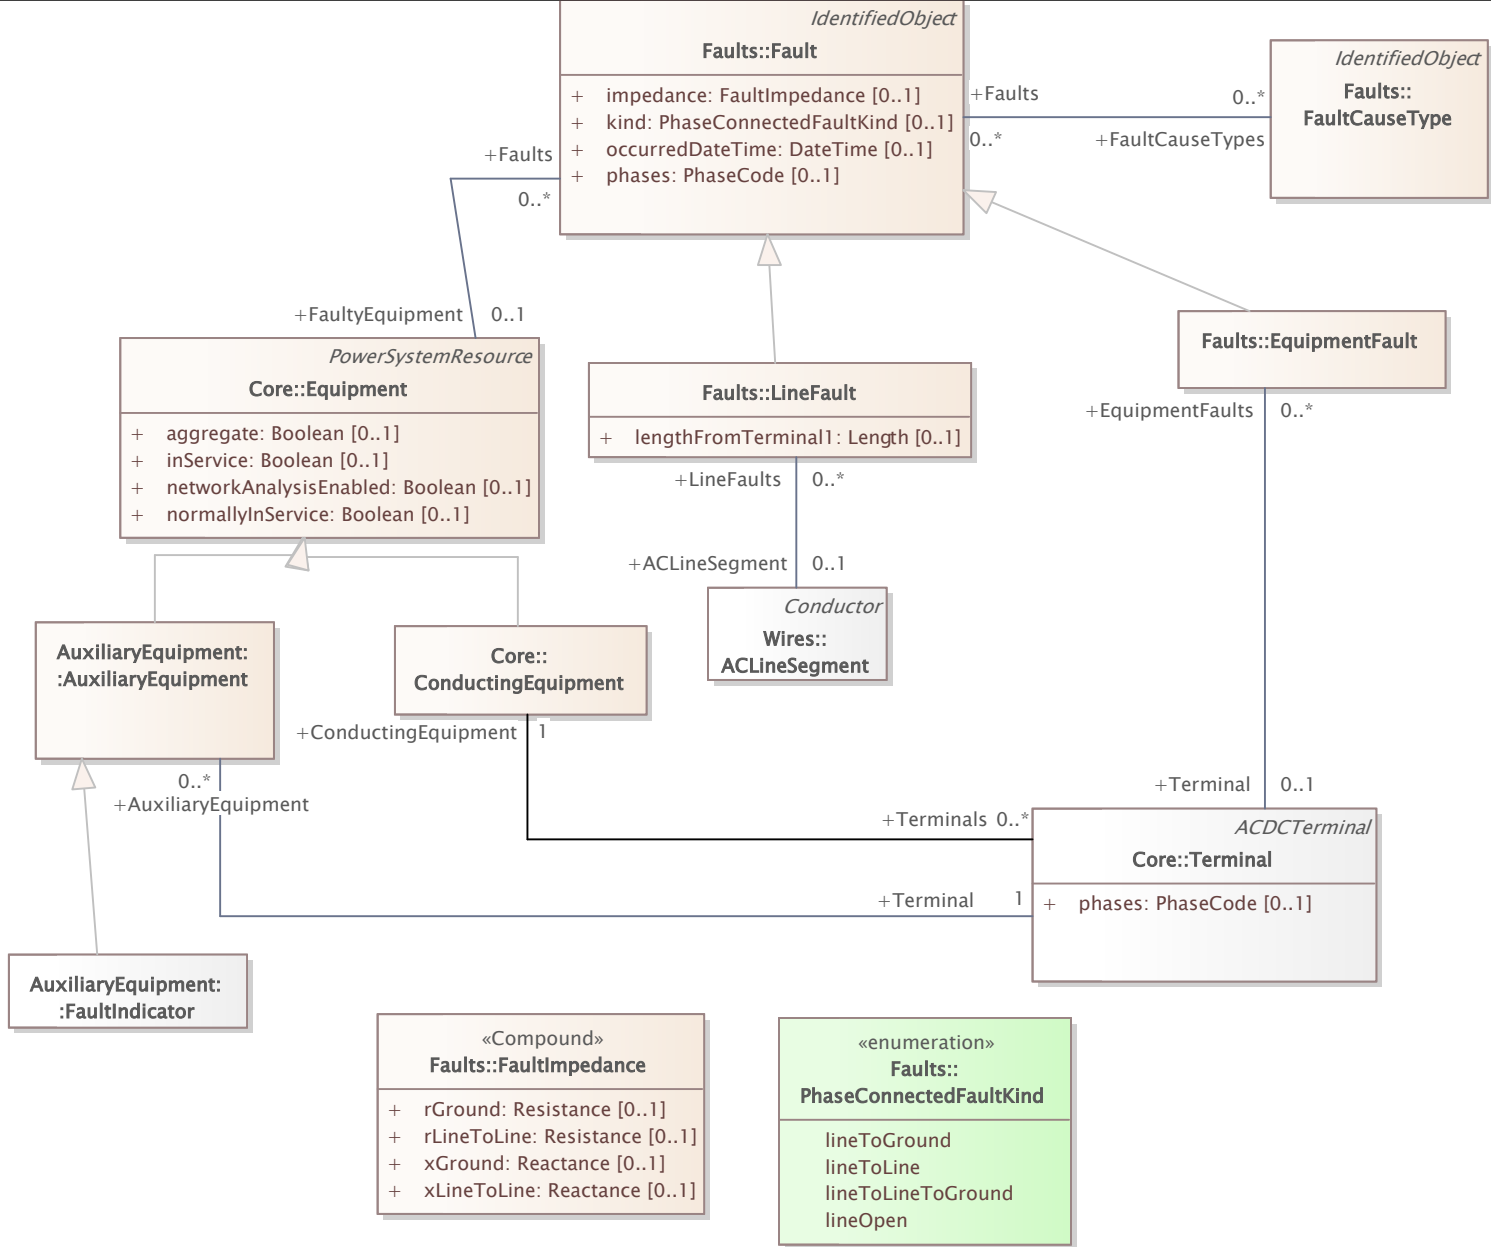 IdentifiedObject
Faults::Fault
+ impedance: FaultImpedance [0..1]
+ kind: PhaseConnectedFaultKind [0..1]
+ occurredDateTime: DateTime [0..1]
+ phases: PhaseCode [0..1]
+Faults
0..*
0..*
+FaultCauseTypes
IdentifiedObject
Faults::
FaultCauseType
+Faults
0..*
+FaultyEquipment
0..1
PowerSystemResource
Core::Equipment
+ aggregate: Boolean [0..1]
+ inService: Boolean [0..1]
+ networkAnalysisEnabled: Boolean [0..1]
+ normallyInService: Boolean [0..1]
Faults::LineFault
+ lengthFromTerminal1: Length [0..1]
Faults::EquipmentFault
+EquipmentFaults
0..*
+LineFaults
0..*
+ACLineSegment
0..1
Conductor
Wires::
ACLineSegment
AuxiliaryEquipment:
:AuxiliaryEquipment
Core::
ConductingEquipment
+ConductingEquipment
1
0..*
+AuxiliaryEquipment
+Terminal
0..1
+Terminals 0..*
ACDCTerminal
Core::Terminal
+ phases: PhaseCode [0..1]
+Terminal
1
AuxiliaryEquipment:
:FaultIndicator
«Compound»
Faults::FaultImpedance
+ rGround: Resistance [0..1]
+ rLineToLine: Resistance [0..1]
+ xGround: Reactance [0..1]
+ xLineToLine: Reactance [0..1]
«enumeration»
Faults::
PhaseConnectedFaultKind
lineToGround
lineToLine
lineToLineToGround
lineOpen